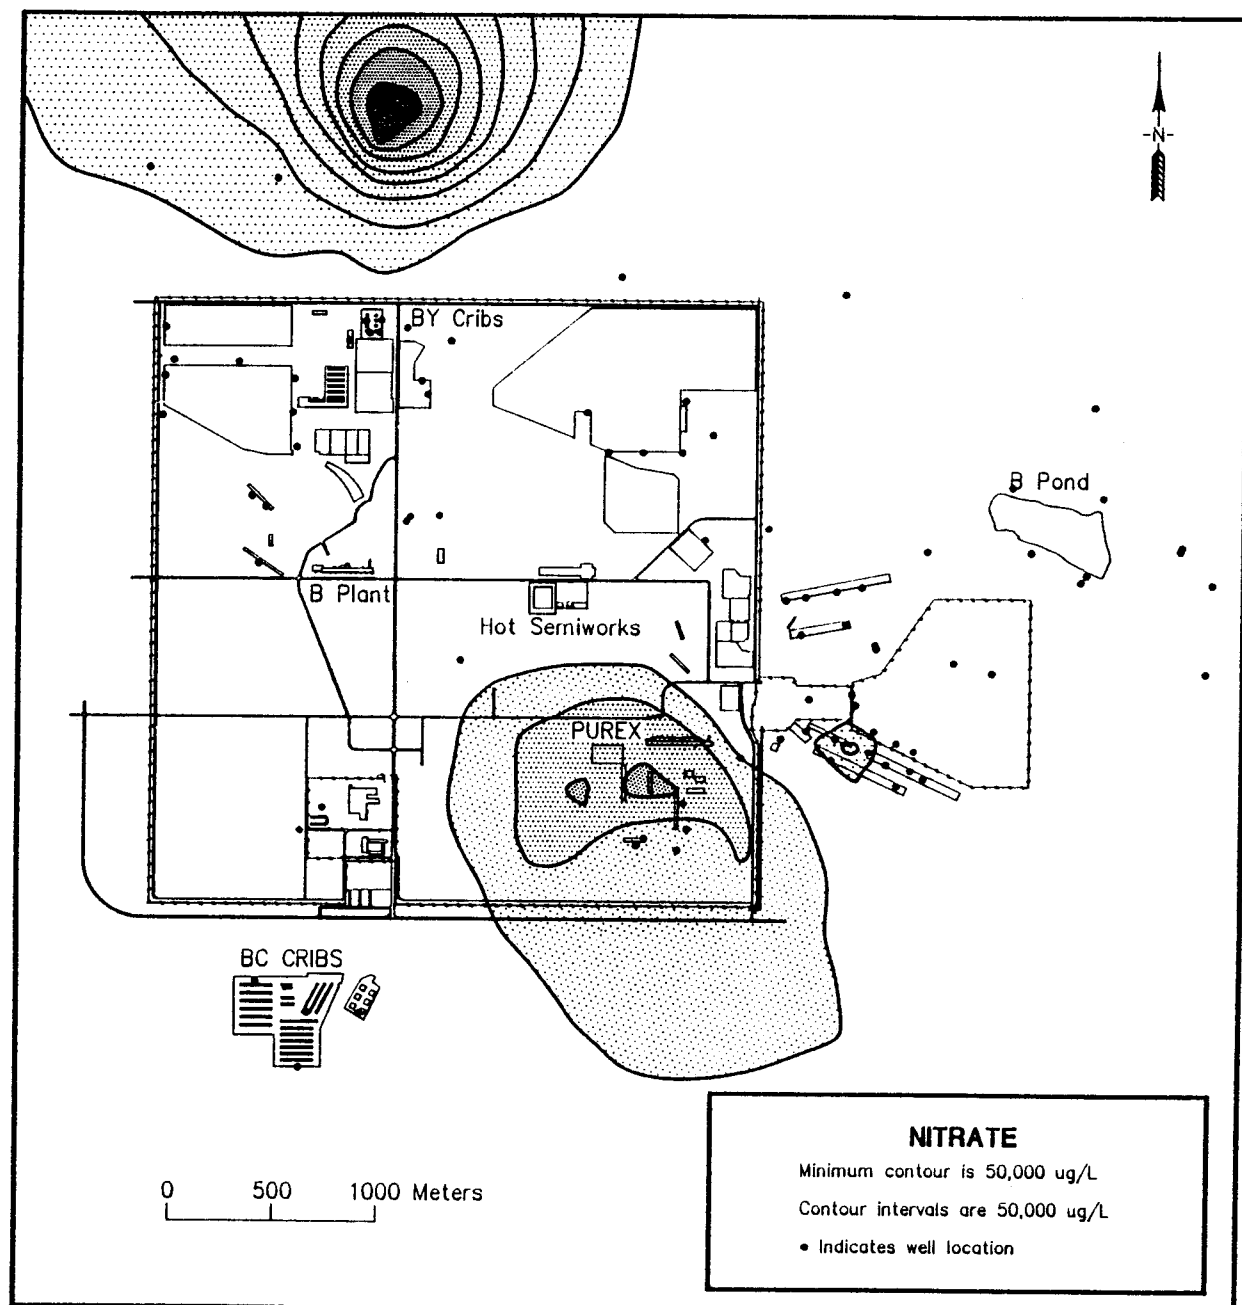 -N-
BY Cribs
B Pond
B Plant
Hot Semiworks
PUREX
BC CRIBS
NITRATE
Minimum contour is 50,000 ug/L
Contour intervals are 50,000 ug/L
• Indicates well location
0 500 1000 Meters